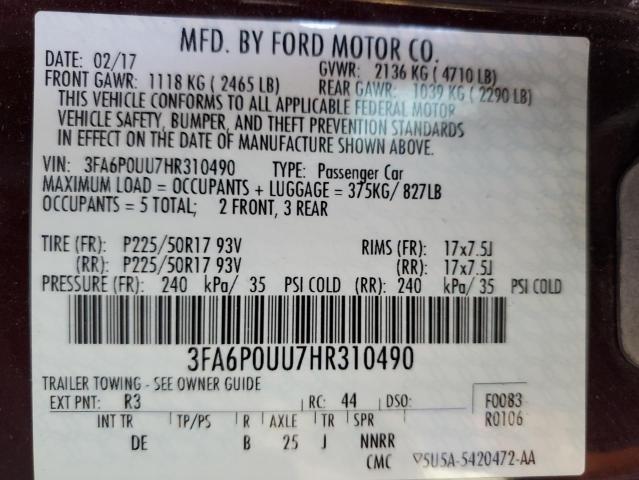 MFD. BY FORD MOTOR CO.
DATE: 02/17 GVWR: 2136 KG ( 4710 LB)
FRONT GAWR: 1118 KG ( 2465 LB) REAR GAWR: 1039 KG ( 2290 LB)
THIS VEHICLE CONFORMS TO ALL APPLICABLE FEDERAL MOTOR
VEHICLE SAFETY, BUMPER, AND THEFT PREVENTION STANDARDS
IN EFFECT ON THE DATE OF MANUFACTURE SHOWN ABOVE.
VIN: 3FA6P0UU7HR310490 TYPE: Passenger Car
MAXIMUM LOAD = OCCUPANTS + LUGGAGE = 375KG/ 827LB
OCCUPANTS = 5 TOTAL; 2 FRONT, 3 REAR
TIRE (FR): P225/50R17 93V RIMS (FR): 17x7.5J
(RR): P225/50R17 93V (RR): 17x7.5J
PRESSURE (FR): 240 kPa/ 35 PSI COLD (RR): 240 kPa/ 35 PSI COLD
3FA6P0UU7HR310490
TRAILER TOWING - SEE OWNER GUIDE
EXT PNT: R3 RC: 44 DSO: F0083
R0106
INT TR TP/PS R AXLE TR SPR
DE B 25 J NNRR
CMC 5U5A-5420472-AA